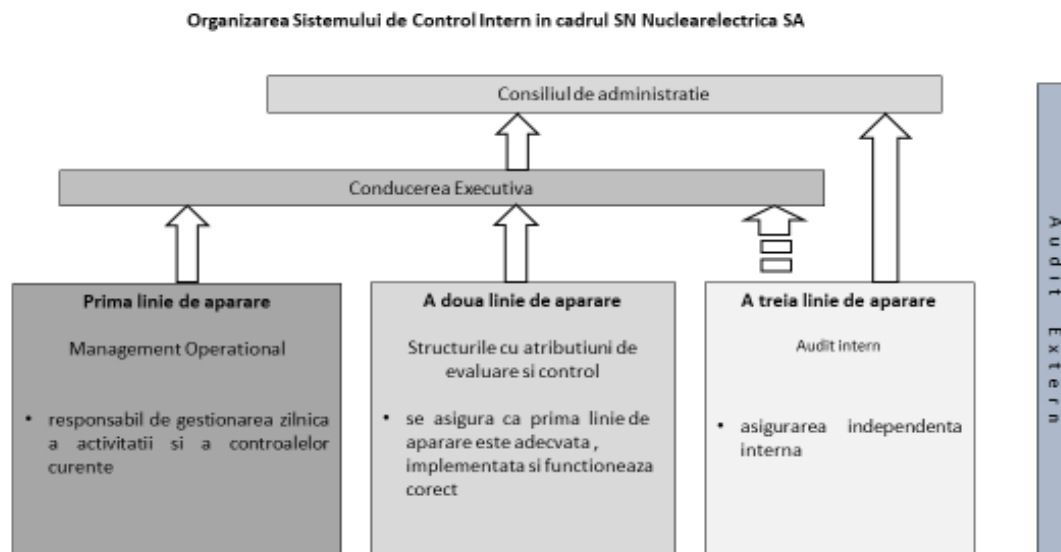 Organizarea Sistemului de Control Intern in cadrul SN Nuclearelectrica SA
Consiliul de administratie
Conducerea Executiva
Prima linie de aparare
Management Operational
• responsabil de gestionarea zilnica
a activitatii si a controalelor
curente
A doua linie de aparare
Structurile cu atributiuni de
evaluare si control
• se asigura ca prima linie de
aparare este adecvata ,
implementata si functioneaza
corect
A treia linie de aparare
Audit intern
• asigurarea independenta
interna
Audit Extern